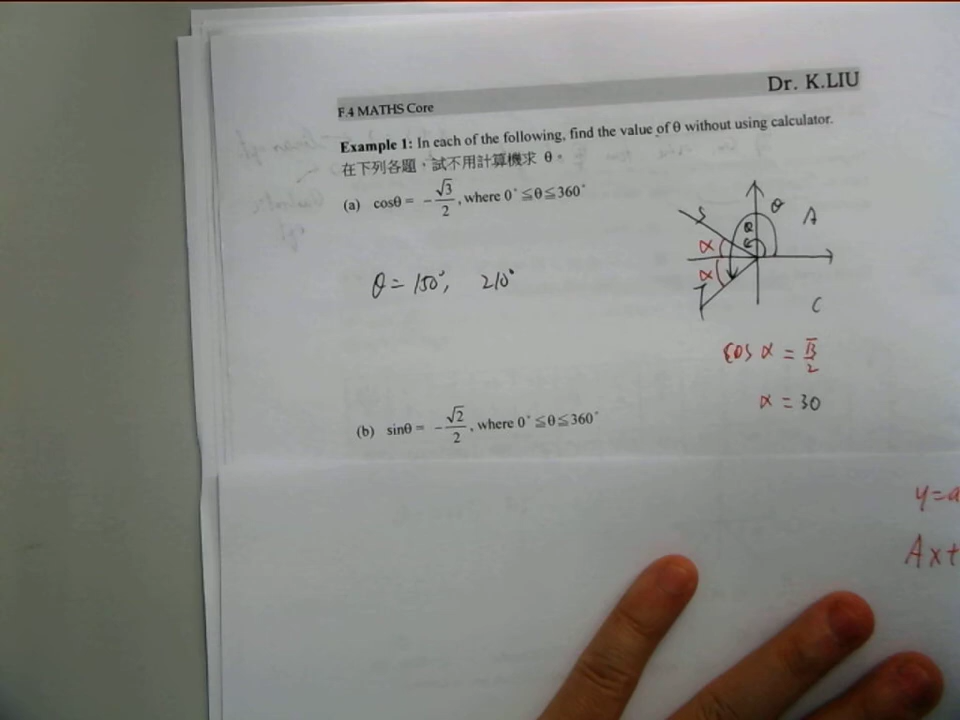 Dr. K.LIU
F.4 MATHS Core
Example 1: In each of the following, find the value of θ without using calculator.
在下列各題，試不用計算機求 θ。
(a) cosθ = -√3/2, where 0°≦θ≦360°
θ = 150°, 210°
S θ A
θ
α
α
T C
cos α = √3/2
α = 30
(b) sinθ = -√2/2, where 0°≦θ≦360°
y=a
Ax+